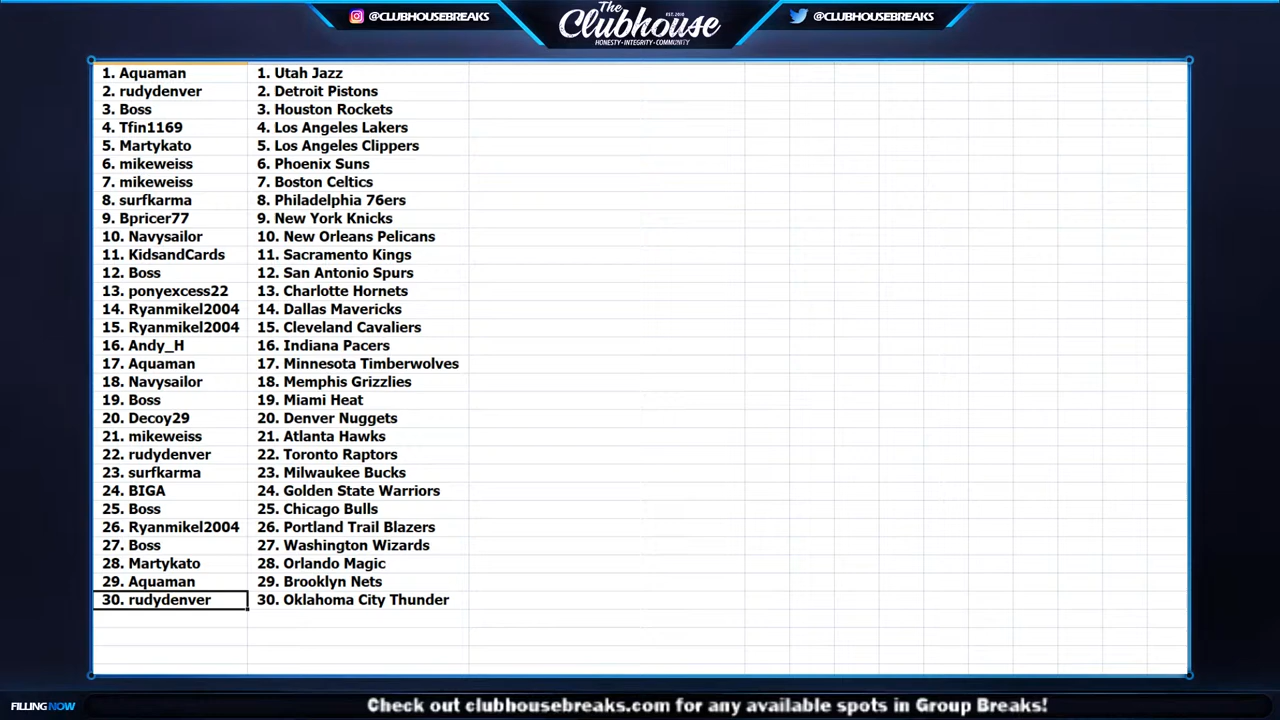 @CLUBHOUSEBREAKS
The
Clubhouse
EST. 2010
HONESTY • INTEGRITY • COMMUNITY
@CLUBHOUSEBREAKS
1. Aquaman 1. Utah Jazz
2. rudydenver 2. Detroit Pistons
3. Boss 3. Houston Rockets
4. Tfin1169 4. Los Angeles Lakers
5. Martykato 5. Los Angeles Clippers
6. mikeweiss 6. Phoenix Suns
7. mikeweiss 7. Boston Celtics
8. surfkarma 8. Philadelphia 76ers
9. Bpricer77 9. New York Knicks
10. Navysailor 10. New Orleans Pelicans
11. KidsandCards 11. Sacramento Kings
12. Boss 12. San Antonio Spurs
13. ponyexcess22 13. Charlotte Hornets
14. Ryanmikel2004 14. Dallas Mavericks
15. Ryanmikel2004 15. Cleveland Cavaliers
16. Andy_H 16. Indiana Pacers
17. Aquaman 17. Minnesota Timberwolves
18. Navysailor 18. Memphis Grizzlies
19. Boss 19. Miami Heat
20. Decoy29 20. Denver Nuggets
21. mikeweiss 21. Atlanta Hawks
22. rudydenver 22. Toronto Raptors
23. surfkarma 23. Milwaukee Bucks
24. BIGA 24. Golden State Warriors
25. Boss 25. Chicago Bulls
26. Ryanmikel2004 26. Portland Trail Blazers
27. Boss 27. Washington Wizards
28. Martykato 28. Orlando Magic
29. Aquaman 29. Brooklyn Nets
30. rudydenver 30. Oklahoma City Thunder
FILLING NOW
Check out clubhousebreaks.com for any available spots in Group Breaks!